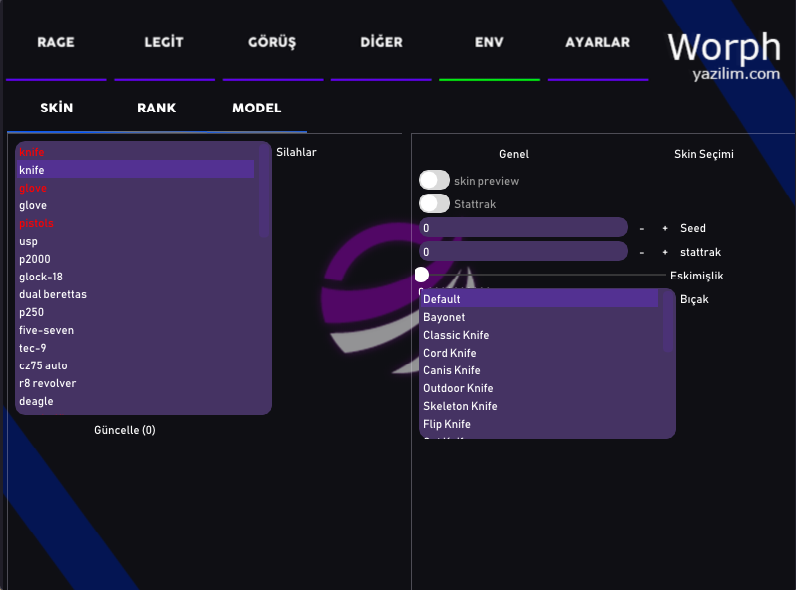 RAGE LEGİT GÖRÜŞ DİĞER ENV AYARLAR
Worph
yazilim.com
SKİN RANK MODEL
knife
knife
glove
glove
pistols
usp
p2000
glock-18
dual berettas
p250
five-seven
tec-9
cz75 auto
r8 revolver
deagle
Silahlar
Güncelle (0)
Genel
Skin Seçimi
skin preview
Stattrak
0 - + Seed
0 - + stattrak
Eskimişlik
Default
Bayonet
Classic Knife
Cord Knife
Canis Knife
Outdoor Knife
Skeleton Knife
Flip Knife
Bıçak